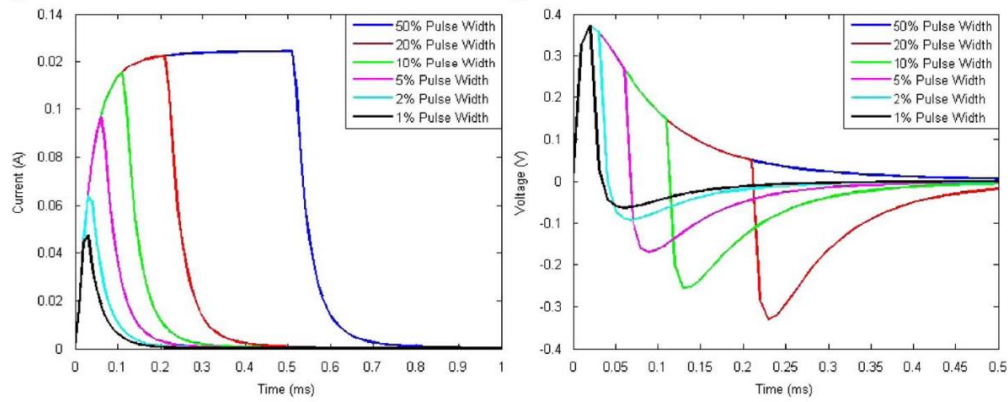 0.14
0.02
0.1
0.08
0.06
0.04
0.02
0
Current (A)
0 0.1 0.2 0.3 0.4 0.5 0.6 0.7 0.8 0.9 1
Time (ms)
50% Pulse Width
20% Pulse Width
10% Pulse Width
5% Pulse Width
2% Pulse Width
1% Pulse Width
0.4
0.3
0.2
0.1
0
-0.1
-0.2
-0.3
-0.4
Voltage (V)
0 0.05 0.1 0.15 0.2 0.25 0.3 0.35 0.4 0.45 0.5
Time (ms)
50% Pulse Width
20% Pulse Width
10% Pulse Width
5% Pulse Width
2% Pulse Width
1% Pulse Width